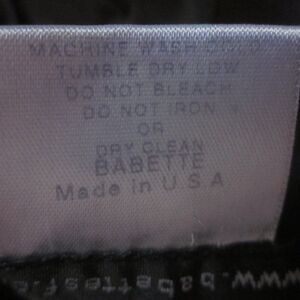 MACHINE WASH COLD
TUMBLE DRY LOW
DO NOT BLEACH
DO NOT IRON
OR
DRY CLEAN
BABETTE
Made in U.S.A.
www.babettesf.